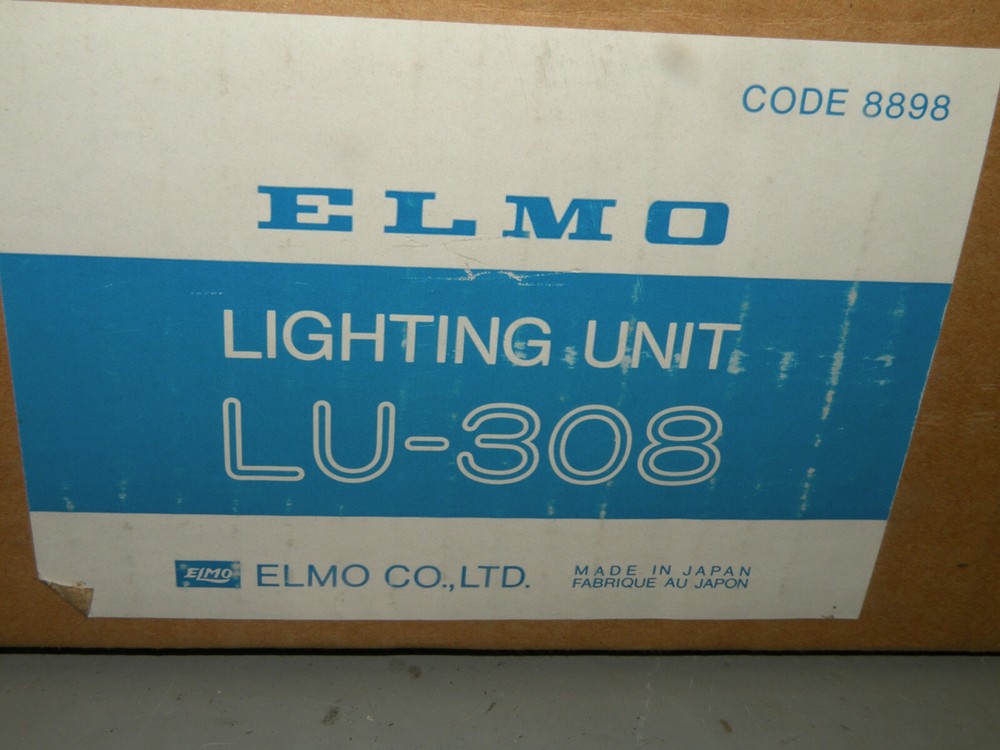 CODE 8898
ELMO
LIGHTING UNIT
LU-308
ELMO ELMO CO.,LTD.
MADE IN JAPAN
FABRIQUE AU JAPON